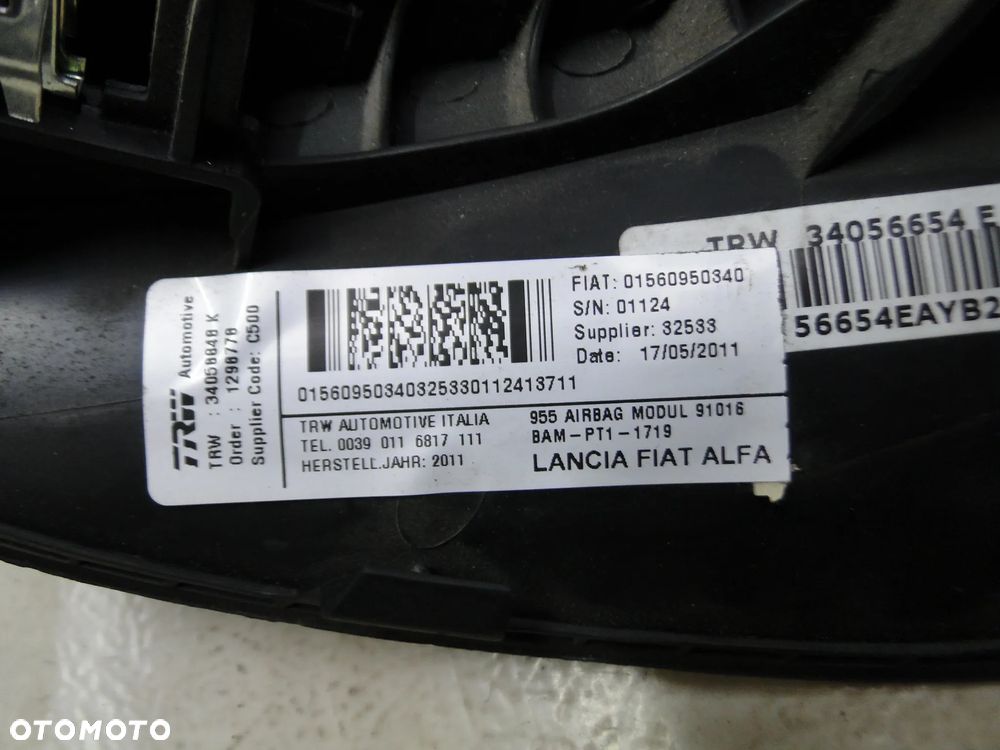 TRW Automotive
TRW : 34056848 K
Order : 1298778
Supplier Code: C500
FIAT: 01560950340
S/N: 01124
Supplier: 32533
Date: 17/05/2011
01560950340325330112413711
TRW AUTOMOTIVE ITALIA
TEL. 0039 011 6817 111
HERSTELL.JAHR: 2011
955 AIRBAG MODUL 91016
BAM-PT1-1719
LANCIA FIAT ALFA
TRW 34056654 E
56654EAYB2
OTOMOTO